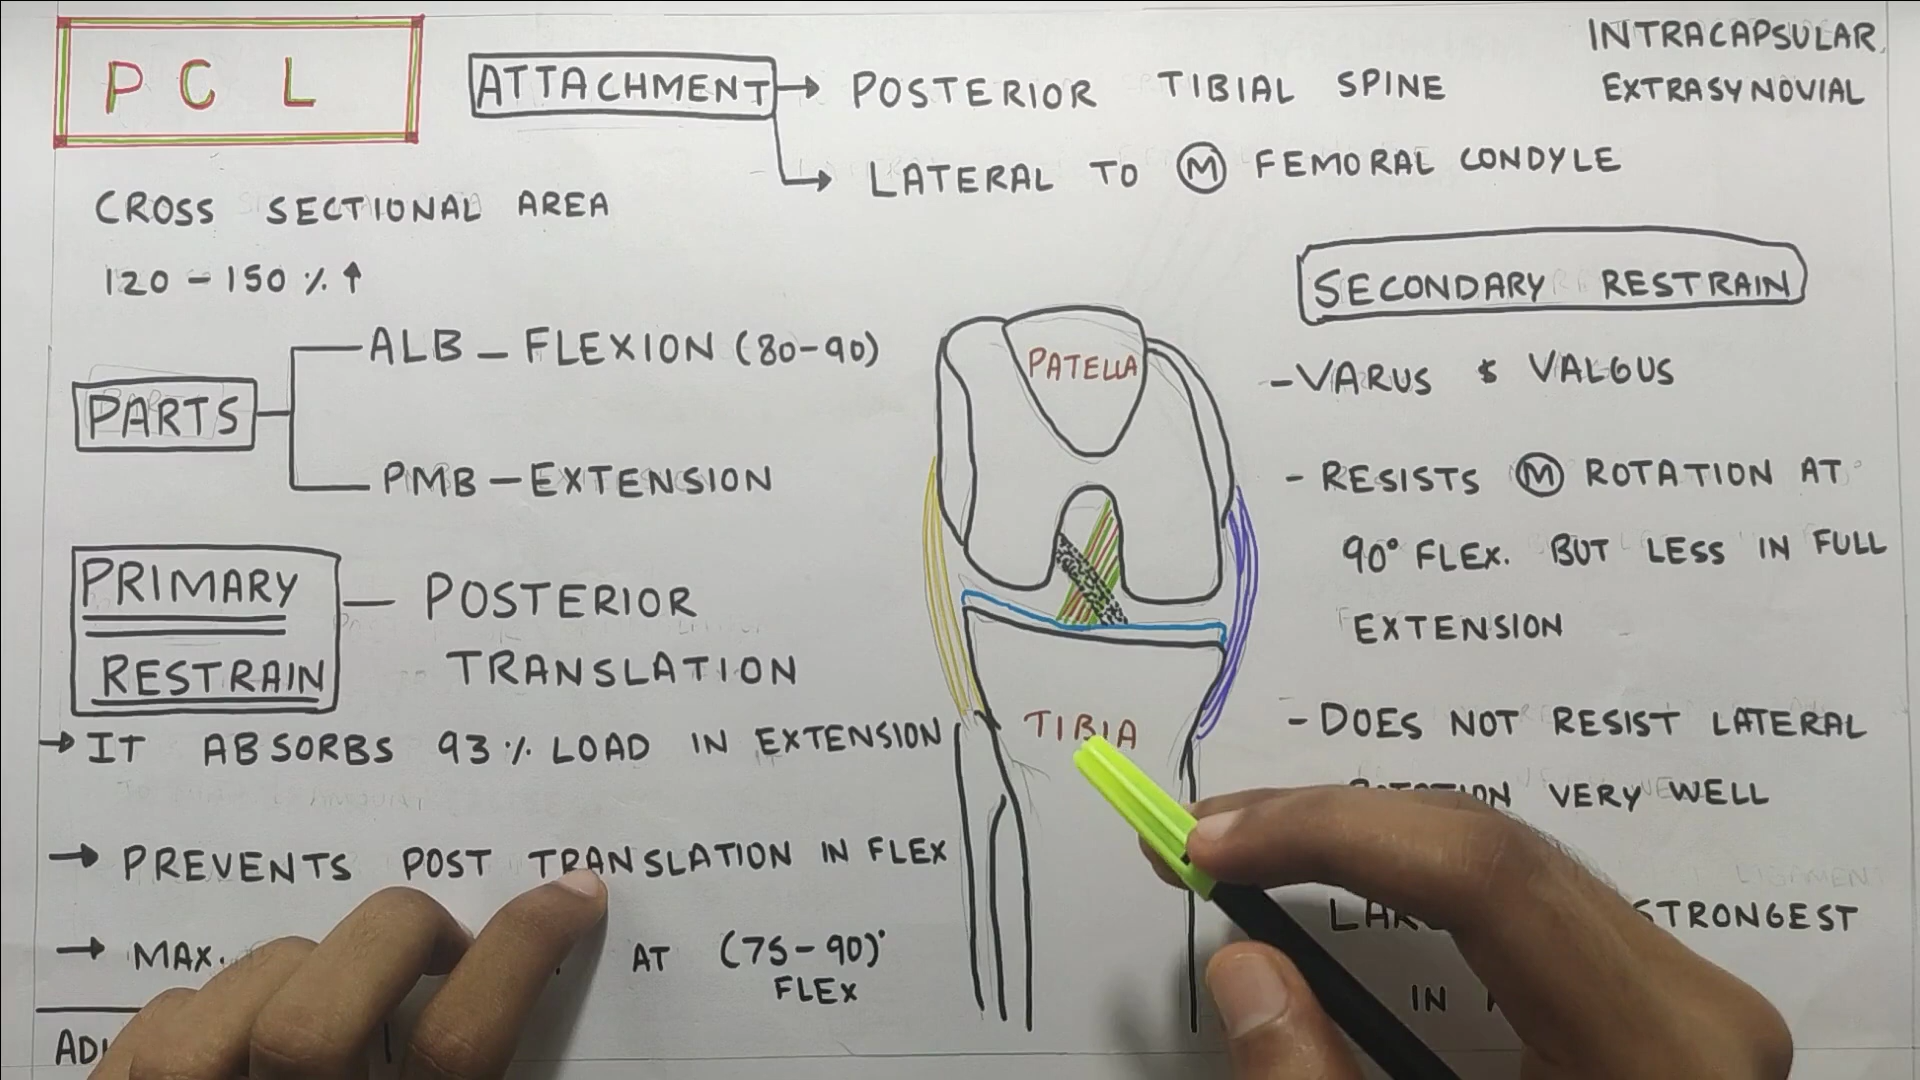 PCL
ATTACHMENT → POSTERIOR TIBIAL SPINE
→ LATERAL TO Ⓜ FEMORAL CONDYLE
INTRACAPSULAR
EXTRASYNOVIAL
CROSS SECTIONAL AREA
120 - 150 % ↑
PARTS
ALB - FLEXION (80-90)
PMB - EXTENSION
PRIMARY RESTRAIN - POSTERIOR TRANSLATION
→ IT ABSORBS 93 % LOAD IN EXTENSION
→ PREVENTS POST TRANSLATION IN FLEX
→ MAX. AT (75-90)° FLEX
PATELLA
TIBIA
SECONDARY RESTRAIN
- VARUS & VALGUS
- RESISTS Ⓜ ROTATION AT
90° FLEX. BUT LESS IN FULL
EXTENSION
- DOES NOT RESIST LATERAL
VERY WELL
STRONGEST
IN